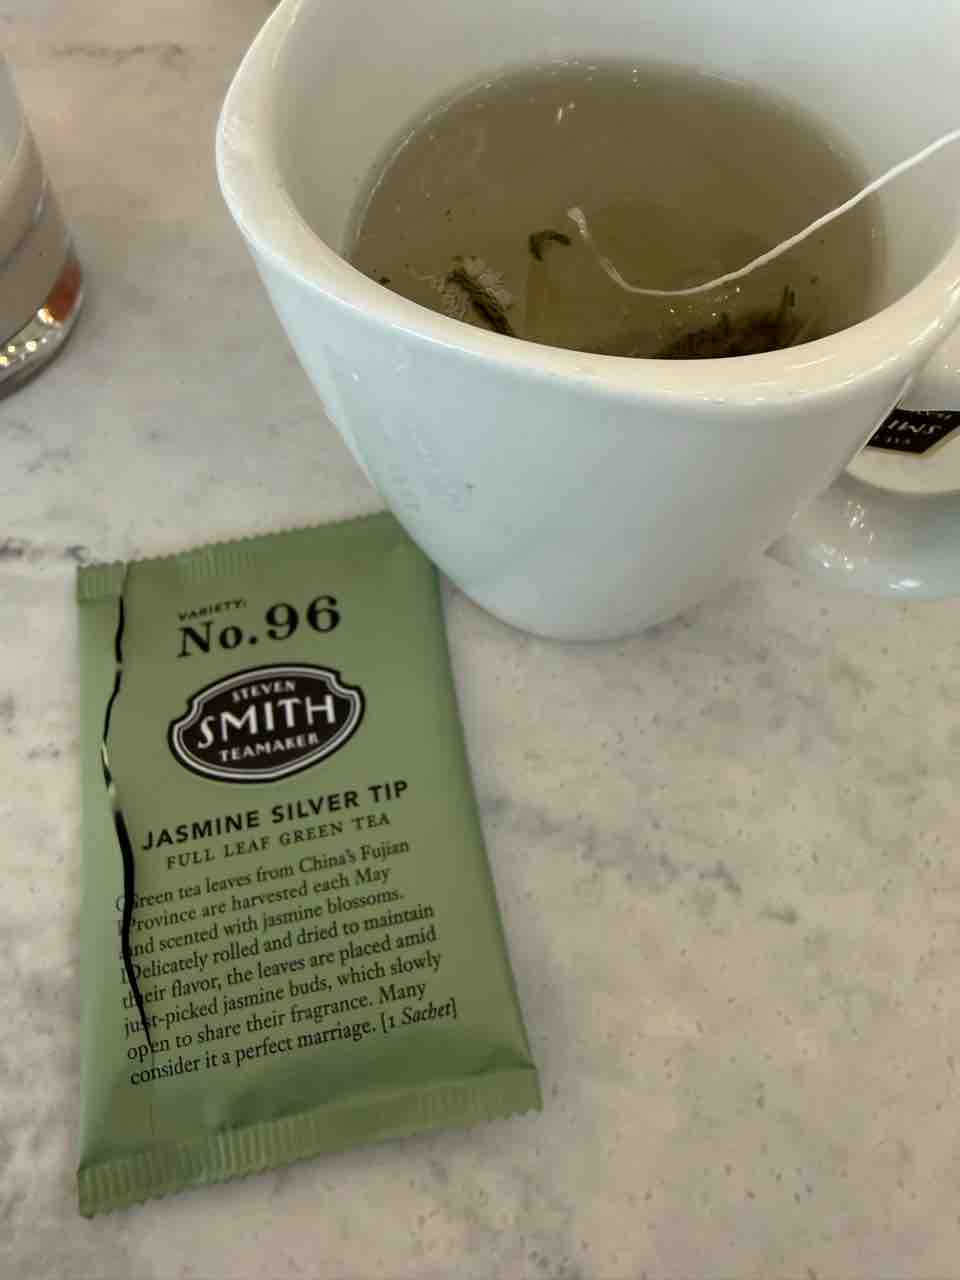 VARIETY:
No. 96
STEVEN
SMITH
TEAMAKER
JASMINE SILVER TIP
FULL LEAF GREEN TEA
Green tea leaves from China's Fujian
Province are harvested each May
and scented with jasmine blossoms.
Delicately rolled and dried to maintain
their flavor, the leaves are placed amid
just-picked jasmine buds, which slowly
open to share their fragrance. Many
consider it a perfect marriage. [1 Sachet]